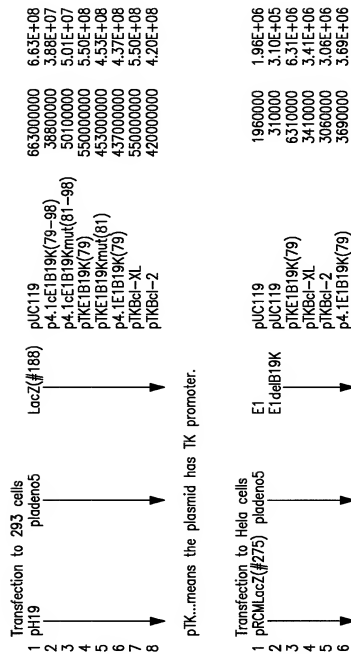 Transfection to 293 cells
1 pH19 pladeno5 LacZ(#188) pUC119 663000000 6.63E+08
2 p4.1cE1B19K(79-98) 38800000 3.88E+07
3 p4.1cE1B19Kmut(81-98) 50100000 5.01E+07
4 pTKE1B19K(79) 550000000 5.50E+08
5 pTKE1B19Kmut(81) 453000000 4.53E+08
6 p4.1E1B19K(79) 437000000 4.37E+08
7 pTKBcl-XL 550000000 5.50E+08
8 pTKBcl-2 420000000 4.20E+08
pTK...means the plasmid has TK promoter.
Transfection to Hela cells
1 pRCMLacZ(#275) pladeno5 E1 pUC119 1960000 1.96E+06
2 E1delB19K pUC119 310000 3.10E+05
3 pTKE1B19K(79) 6310000 6.31E+06
4 pTKBcl-XL 3410000 3.41E+06
5 pTKBcl-2 3060000 3.06E+06
6 p4.1E1B19K(79) 3690000 3.69E+06